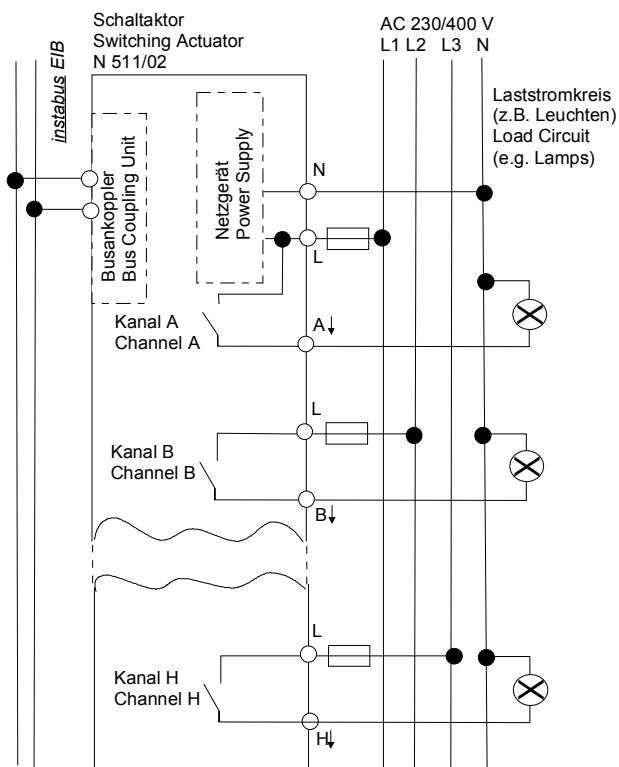 Schaltaktor
Switching Actuator
N 511/02
AC 230/400 V
L1 L2 L3 N
instabus EIB
Laststromkreis
(z.B. Leuchten)
Load Circuit
(e.g. Lamps)
Busankoppler
Bus Coupling Unit
Netzgerät
Power Supply
N
L
Kanal A
Channel A
A↓
L
Kanal B
Channel B
B↓
L
Kanal H
Channel H
H↓